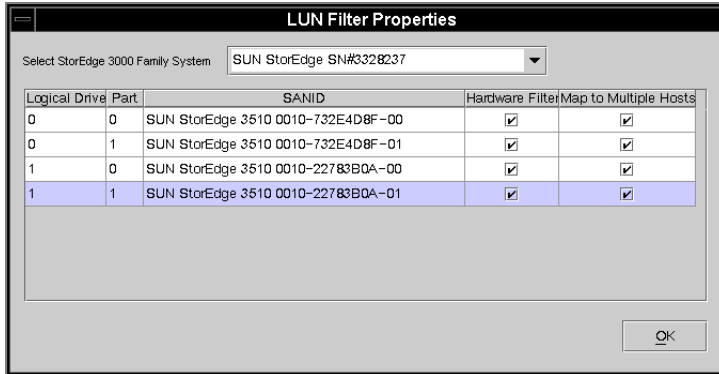 LUN Filter Properties
Select StorEdge 3000 Family System SUN StorEdge SN#3328237
Logical Drive Part SANID Hardware Filter Map to Multiple Hosts
0 0 SUN StorEdge 3510 0010-732E4D8F-00
0 1 SUN StorEdge 3510 0010-732E4D8F-01
1 0 SUN StorEdge 3510 0010-22783B0A-00
1 1 SUN StorEdge 3510 0010-22783B0A-01
OK